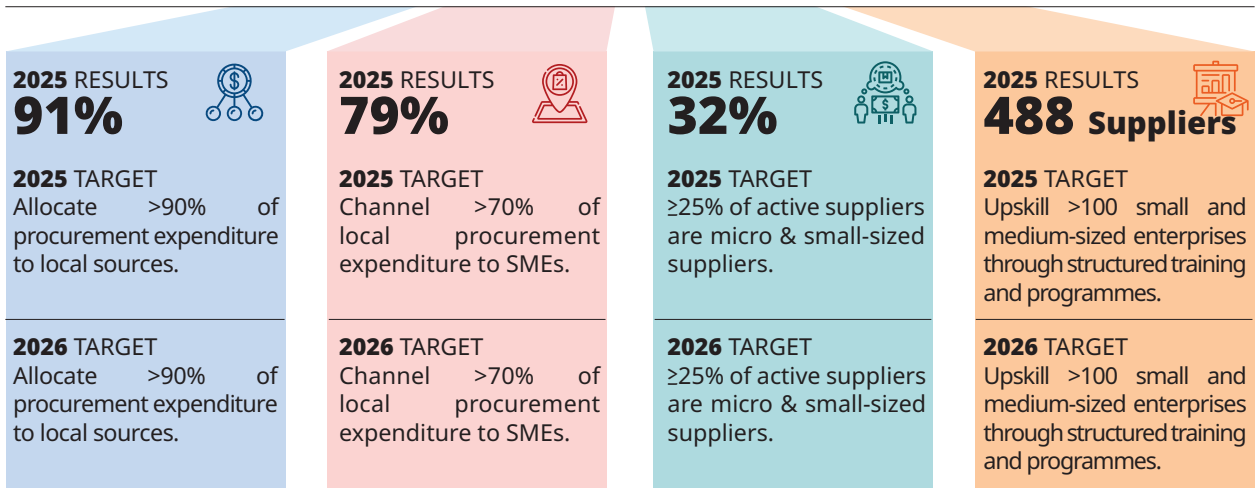 2025 RESULTS
91%
2025 TARGET
Allocate >90% of
procurement expenditure
to local sources.
2026 TARGET
Allocate >90% of
procurement expenditure
to local sources.
2025 RESULTS
79%
2025 TARGET
Channel >70% of
local procurement
expenditure to SMEs.
2026 TARGET
Channel >70% of
local procurement
expenditure to SMEs.
2025 RESULTS
32%
2025 TARGET
≥25% of active suppliers
are micro & small-sized
suppliers.
2026 TARGET
≥25% of active suppliers
are micro & small-sized
suppliers.
2025 RESULTS
488 Suppliers
2025 TARGET
Upskill >100 small and
medium-sized enterprises
through structured training
and programmes.
2026 TARGET
Upskill >100 small and
medium-sized enterprises
through structured training
and programmes.